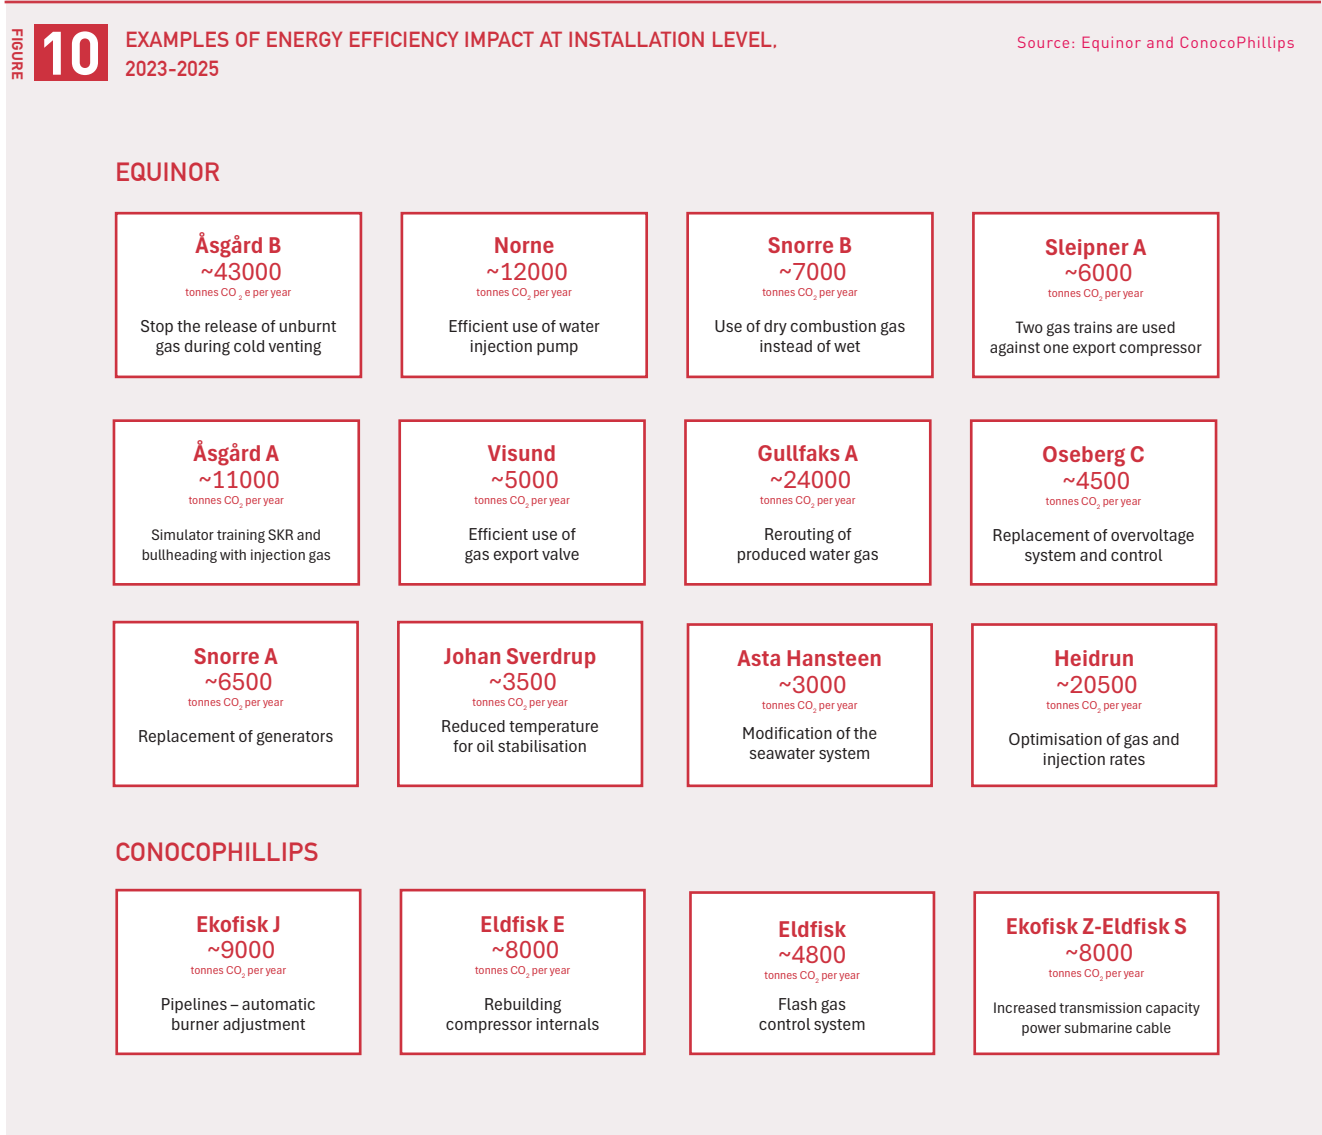 FIGURE
10
EXAMPLES OF ENERGY EFFICIENCY IMPACT AT INSTALLATION LEVEL,
2023-2025
Source: Equinor and ConocoPhillips
EQUINOR
Åsgård B
~43000
tonnes CO₂ e per year
Stop the release of unburnt
gas during cold venting
Norne
~12000
tonnes CO₂ per year
Efficient use of water
injection pump
Snorre B
~7000
tonnes CO₂ per year
Use of dry combustion gas
instead of wet
Sleipner A
~6000
tonnes CO₂ per year
Two gas trains are used
against one export compressor
Åsgård A
~11000
tonnes CO₂ per year
Simulator training SKR and
bullheading with injection gas
Visund
~5000
tonnes CO₂ per year
Efficient use of
gas export valve
Gullfaks A
~24000
tonnes CO₂ per year
Rerouting of
produced water gas
Oseberg C
~4500
tonnes CO₂ per year
Replacement of overvoltage
system and control
Snorre A
~6500
tonnes CO₂ per year
Replacement of generators
Johan Sverdrup
~3500
tonnes CO₂ per year
Reduced temperature
for oil stabilisation
Asta Hansteen
~3000
tonnes CO₂ per year
Modification of the
seawater system
Heidrun
~20500
tonnes CO₂ per year
Optimisation of gas and
injection rates
CONOCOPHILLIPS
Ekofisk J
~9000
tonnes CO₂ per year
Pipelines – automatic
burner adjustment
Eldfisk E
~8000
tonnes CO₂ per year
Rebuilding
compressor internals
Eldfisk
~4800
tonnes CO₂ per year
Flash gas
control system
Ekofisk Z-Eldfisk S
~8000
tonnes CO₂ per year
Increased transmission capacity
power submarine cable